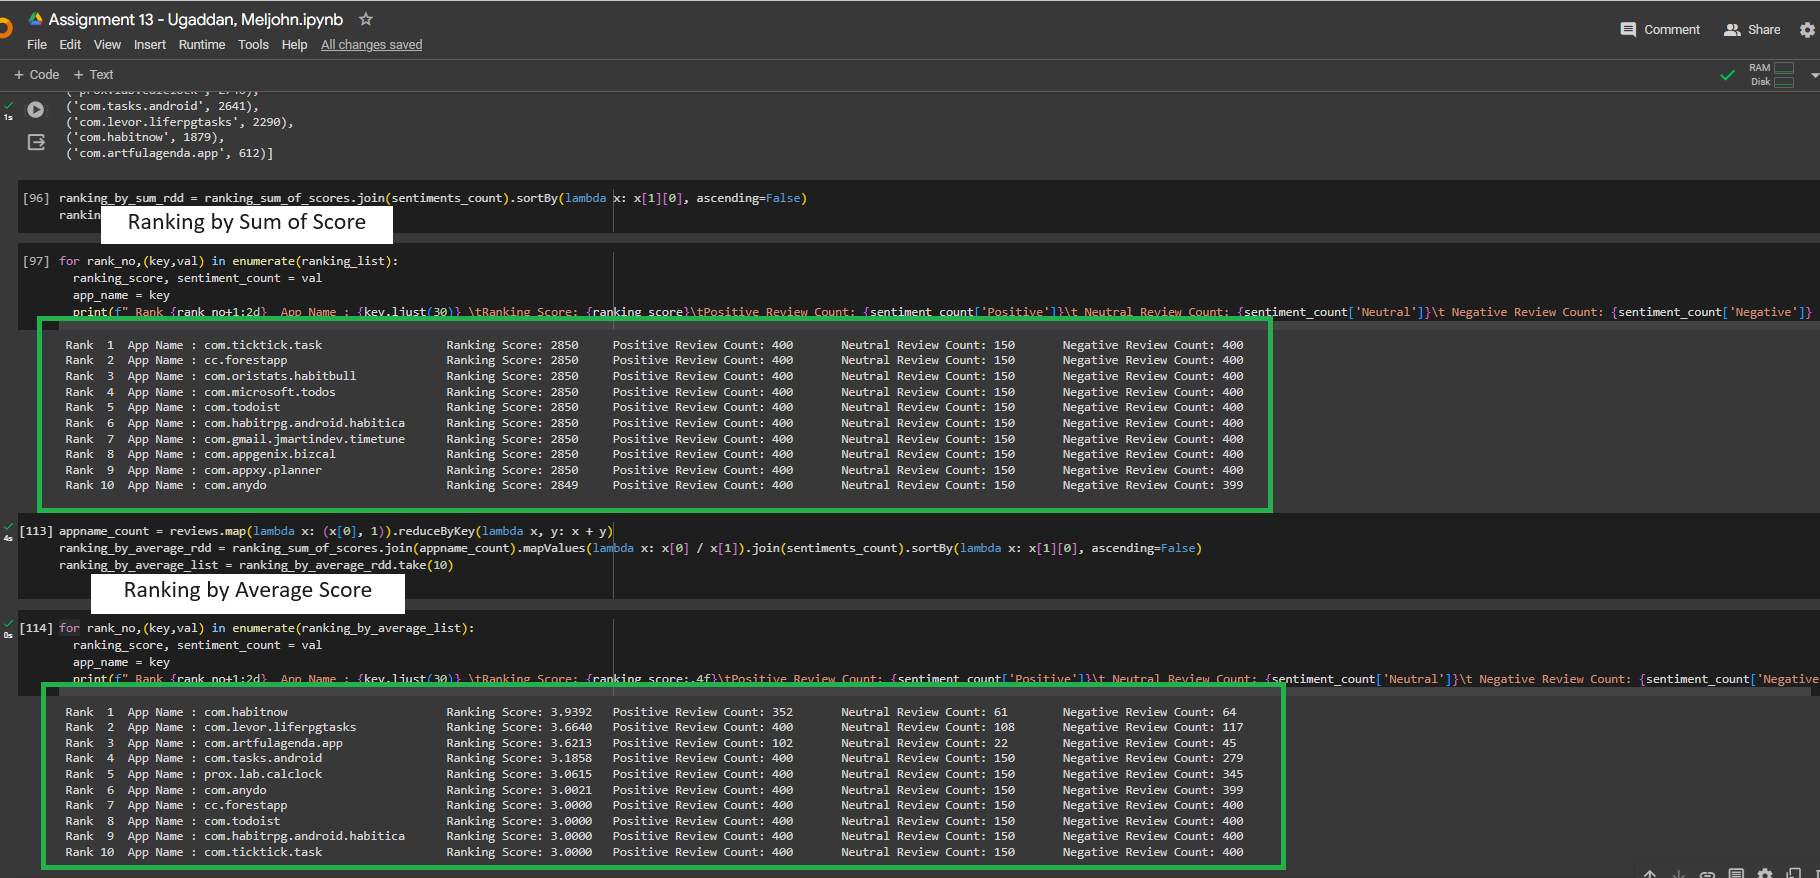 Assignment 13 - Ugaddan, Meljohn.ipynb
Comment Share
File Edit View Insert Runtime Tools Help All changes saved
+ Code + Text
RAM
Disk
1s
('prox.lab.calclock', 2743),
('com.tasks.android', 2641),
('com.levor.liferpgtasks', 2290),
('com.habitnow', 1879),
('com.artfulagenda.app', 612)]
[96] ranking_by_sum_rdd = ranking_sum_of_scores.join(sentiments_count).sortBy(lambda x: x[1][0], ascending=False)
rankin
Ranking by Sum of Score
[97] for rank_no,(key,val) in enumerate(ranking_list):
ranking_score, sentiment_count = val
app_name = key
print(f" Rank {rank_no+1:2d} App Name : {key.ljust(30)} \tRanking Score: {ranking_score}\tPositive Review Count: {sentiment_count['Positive']}\t Neutral Review Count: {sentiment_count['Neutral']}\t Negative Review Count: {sentiment_count['Negative']}
Rank 1 App Name : com.ticktick.task Ranking Score: 2850 Positive Review Count: 400 Neutral Review Count: 150 Negative Review Count: 400
Rank 2 App Name : cc.forestapp Ranking Score: 2850 Positive Review Count: 400 Neutral Review Count: 150 Negative Review Count: 400
Rank 3 App Name : com.oristats.habitbull Ranking Score: 2850 Positive Review Count: 400 Neutral Review Count: 150 Negative Review Count: 400
Rank 4 App Name : com.microsoft.todos Ranking Score: 2850 Positive Review Count: 400 Neutral Review Count: 150 Negative Review Count: 400
Rank 5 App Name : com.todoist Ranking Score: 2850 Positive Review Count: 400 Neutral Review Count: 150 Negative Review Count: 400
Rank 6 App Name : com.habitrpg.android.habitica Ranking Score: 2850 Positive Review Count: 400 Neutral Review Count: 150 Negative Review Count: 400
Rank 7 App Name : com.gmail.jmartindev.timetune Ranking Score: 2850 Positive Review Count: 400 Neutral Review Count: 150 Negative Review Count: 400
Rank 8 App Name : com.appgenix.bizcal Ranking Score: 2850 Positive Review Count: 400 Neutral Review Count: 150 Negative Review Count: 400
Rank 9 App Name : com.appxy.planner Ranking Score: 2850 Positive Review Count: 400 Neutral Review Count: 150 Negative Review Count: 400
Rank 10 App Name : com.anydo Ranking Score: 2849 Positive Review Count: 400 Neutral Review Count: 150 Negative Review Count: 399
4s
[113] appname_count = reviews.map(lambda x: (x[0], 1)).reduceByKey(lambda x, y: x + y)
ranking_by_average_rdd = ranking_sum_of_scores.join(appname_count).mapValues(lambda x: x[0] / x[1]).join(sentiments_count).sortBy(lambda x: x[1][0], ascending=False)
ranking_by_average_list = ranking_by_average_rdd.take(10)
Ranking by Average Score
0s
[114] for rank_no,(key,val) in enumerate(ranking_by_average_list):
ranking_score, sentiment_count = val
app_name = key
print(f" Rank {rank_no+1:2d} App Name : {key.ljust(30)} \tRanking Score: {ranking_score:.4f}\tPositive Review Count: {sentiment_count['Positive']}\t Neutral Review Count: {sentiment_count['Neutral']}\t Negative Review Count: {sentiment_count['Negative
Rank 1 App Name : com.habitnow Ranking Score: 3.9392 Positive Review Count: 352 Neutral Review Count: 61 Negative Review Count: 64
Rank 2 App Name : com.levor.liferpgtasks Ranking Score: 3.6640 Positive Review Count: 400 Neutral Review Count: 108 Negative Review Count: 117
Rank 3 App Name : com.artfulagenda.app Ranking Score: 3.6213 Positive Review Count: 102 Neutral Review Count: 22 Negative Review Count: 45
Rank 4 App Name : com.tasks.android Ranking Score: 3.1858 Positive Review Count: 400 Neutral Review Count: 150 Negative Review Count: 279
Rank 5 App Name : prox.lab.calclock Ranking Score: 3.0615 Positive Review Count: 400 Neutral Review Count: 150 Negative Review Count: 345
Rank 6 App Name : com.anydo Ranking Score: 3.0021 Positive Review Count: 400 Neutral Review Count: 150 Negative Review Count: 399
Rank 7 App Name : cc.forestapp Ranking Score: 3.0000 Positive Review Count: 400 Neutral Review Count: 150 Negative Review Count: 400
Rank 8 App Name : com.todoist Ranking Score: 3.0000 Positive Review Count: 400 Neutral Review Count: 150 Negative Review Count: 400
Rank 9 App Name : com.habitrpg.android.habitica Ranking Score: 3.0000 Positive Review Count: 400 Neutral Review Count: 150 Negative Review Count: 400
Rank 10 App Name : com.ticktick.task Ranking Score: 3.0000 Positive Review Count: 400 Neutral Review Count: 150 Negative Review Count: 400